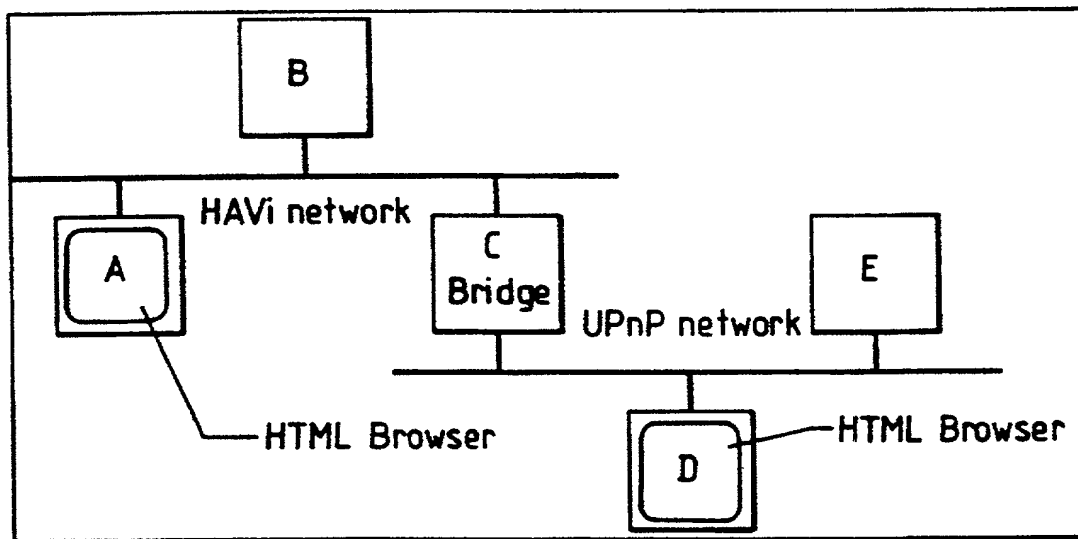 B
HAVi network
A
C
Bridge
E
UPnP network
HTML Browser
HTML Browser
D